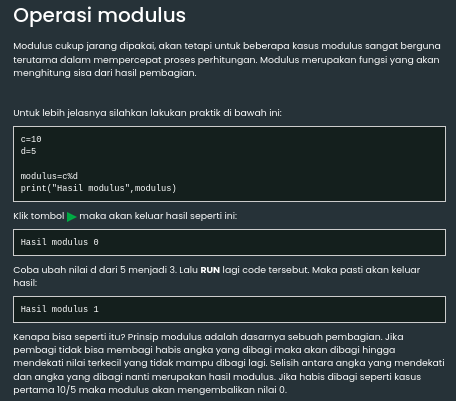 Operasi modulus
Modulus cukup jarang dipakai, akan tetapi untuk beberapa kasus modulus sangat berguna
terutama dalam mempercepat proses perhitungan. Modulus merupakan fungsi yang akan
menghitung sisa dari hasil pembagian.
Untuk lebih jelasnya silahkan lakukan praktik di bawah ini:
c=10
d=5
modulus=c%d
print("Hasil modulus",modulus)
Klik tombol maka akan keluar hasil seperti ini:
Hasil modulus 0
Coba ubah nilai d dari 5 menjadi 3. Lalu RUN lagi code tersebut. Maka pasti akan keluar
hasil:
Hasil modulus 1
Kenapa bisa seperti itu? Prinsip modulus adalah dasarnya sebuah pembagian. Jika
pembagi tidak bisa membagi habis angka yang dibagi maka akan dibagi hingga
mendekati nilai terkecil yang tidak mampu dibagi lagi. Selisih antara angka yang mendekati
dan angka yang dibagi nanti merupakan hasil modulus. Jika habis dibagi seperti kasus
pertama 10/5 maka modulus akan mengembalikan nilai 0.